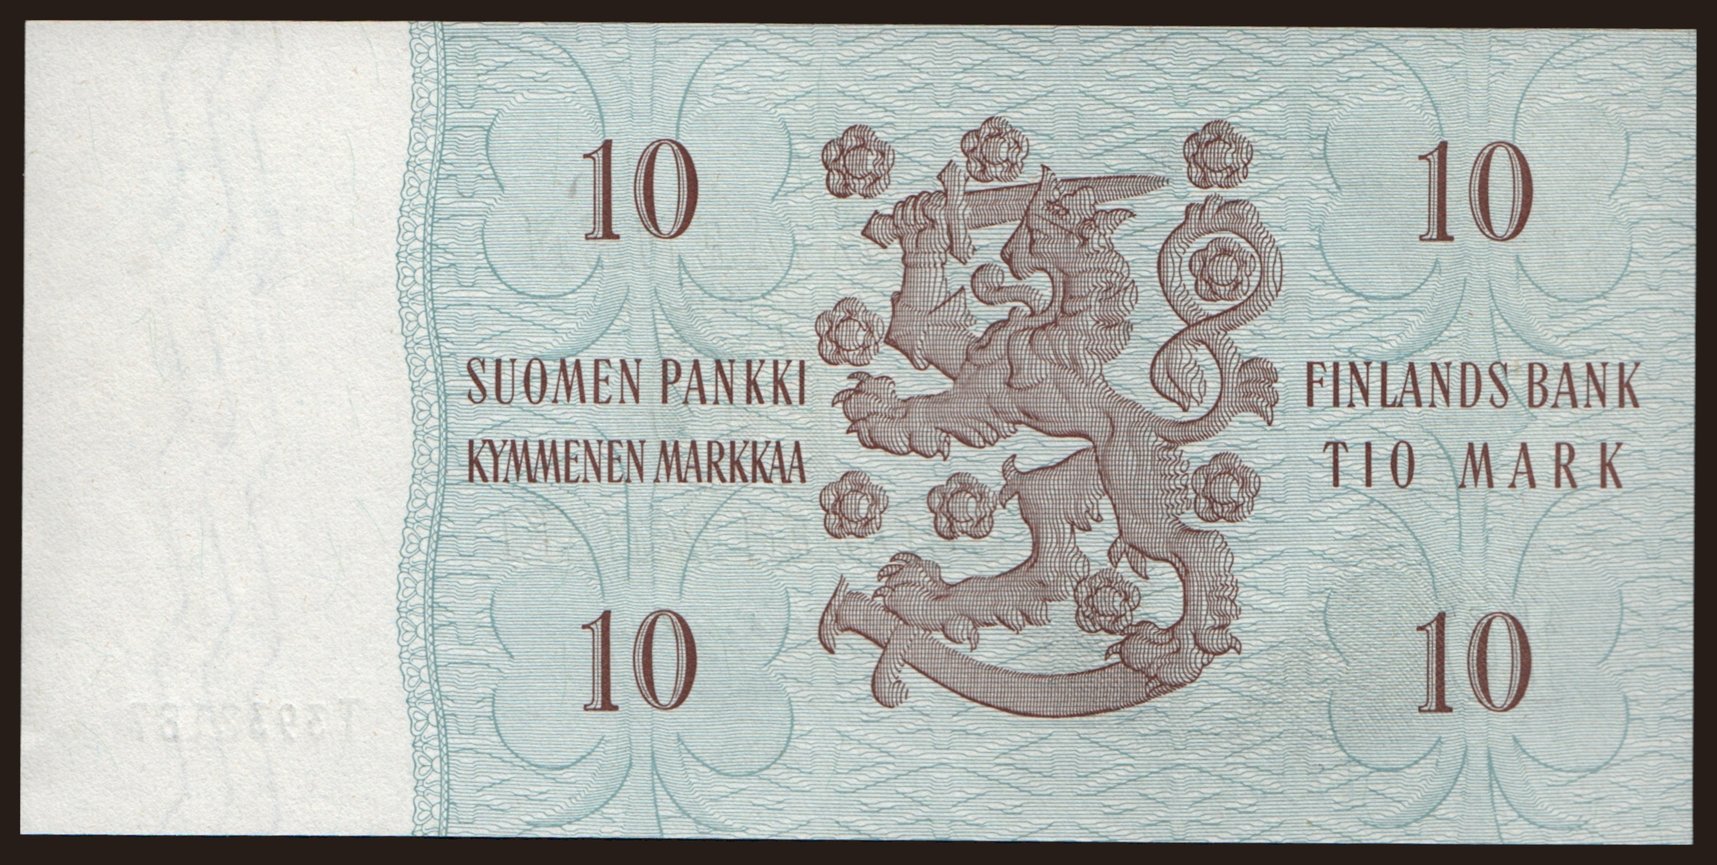 10 10
SUOMEN PANKKI FINLANDS BANK
KYMMENEN MARKKAA TIO MARK
10 10